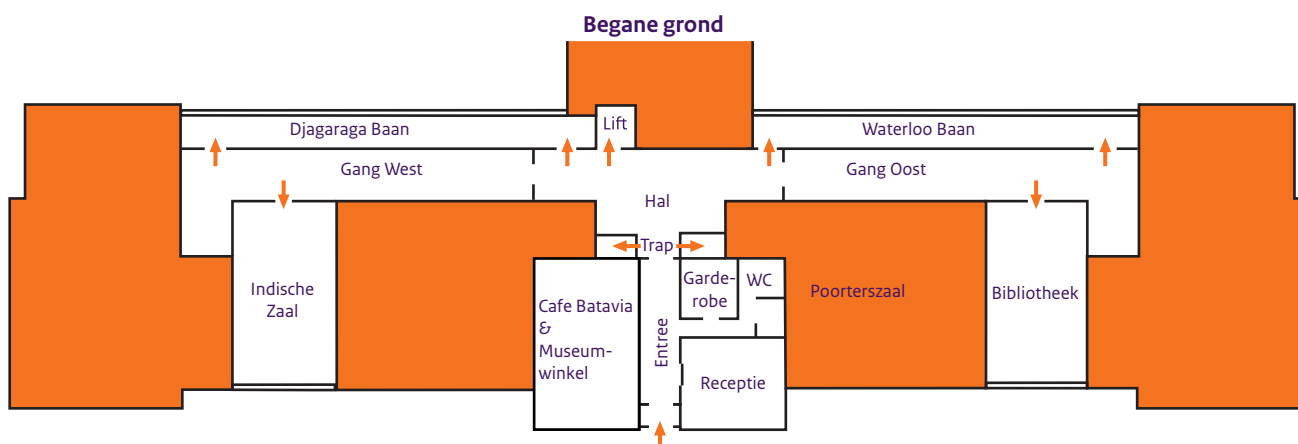 Begane grond
Djagaraga Baan
Lift
Waterloo Baan
Gang West
Gang Oost
Hal
Trap
Indische
Zaal
Cafe Batavia
&
Museum-
winkel
Entree
Garde-
robe
WC
Poorterszaal
Bibliotheek
Receptie